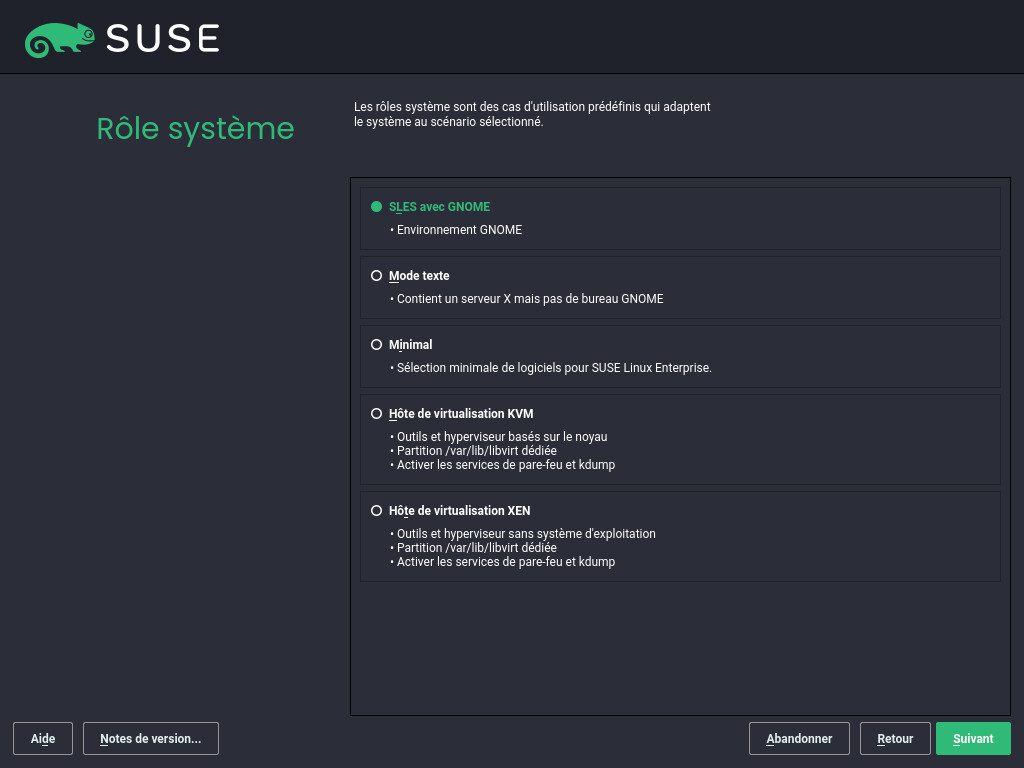 SUSE
Rôle système
Les rôles système sont des cas d'utilisation prédéfinis qui adaptent
le système au scénario sélectionné.
SLES avec GNOME
• Environnement GNOME
Mode texte
• Contient un serveur X mais pas de bureau GNOME
Minimal
• Sélection minimale de logiciels pour SUSE Linux Enterprise.
Hôte de virtualisation KVM
• Outils et hyperviseur basés sur le noyau
• Partition /var/lib/libvirt dédiée
• Activer les services de pare-feu et kdump
Hôte de virtualisation XEN
• Outils et hyperviseur sans système d'exploitation
• Partition /var/lib/libvirt dédiée
• Activer les services de pare-feu et kdump
Aide
Notes de version...
Abandonner
Retour
Suivant